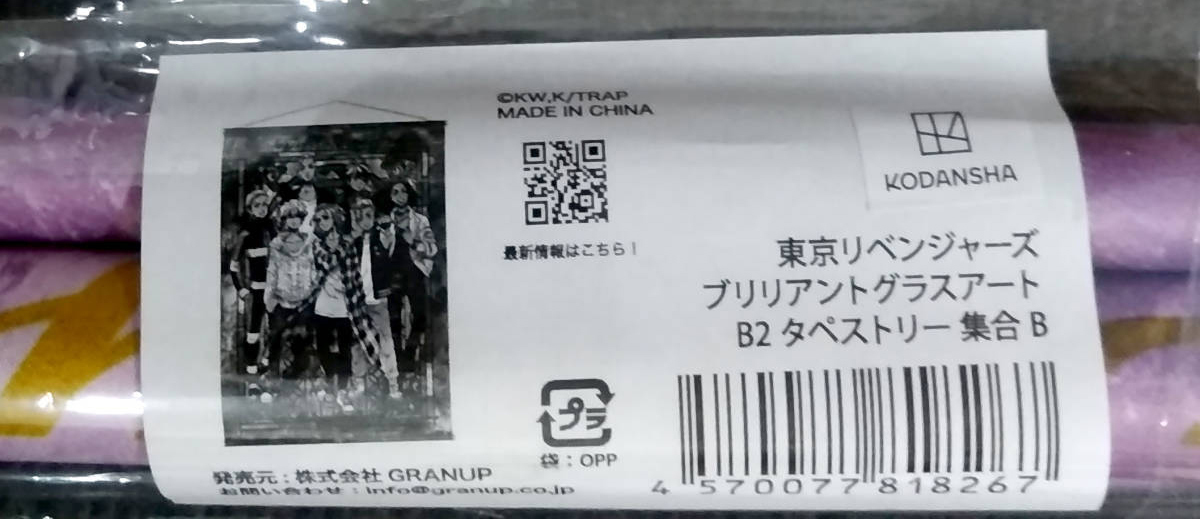 ©KW,K/TRAP
MADE IN CHINA
最新情報はこちら！
KODANSHA
東京リベンジャーズ
ブリリアントグラスアート
B2 タペストリー 集合 B
プラ
袋：OPP
発売元：株式会社 GRANUP
お問い合わせ：info@granup.co.jp
4 570077 818267